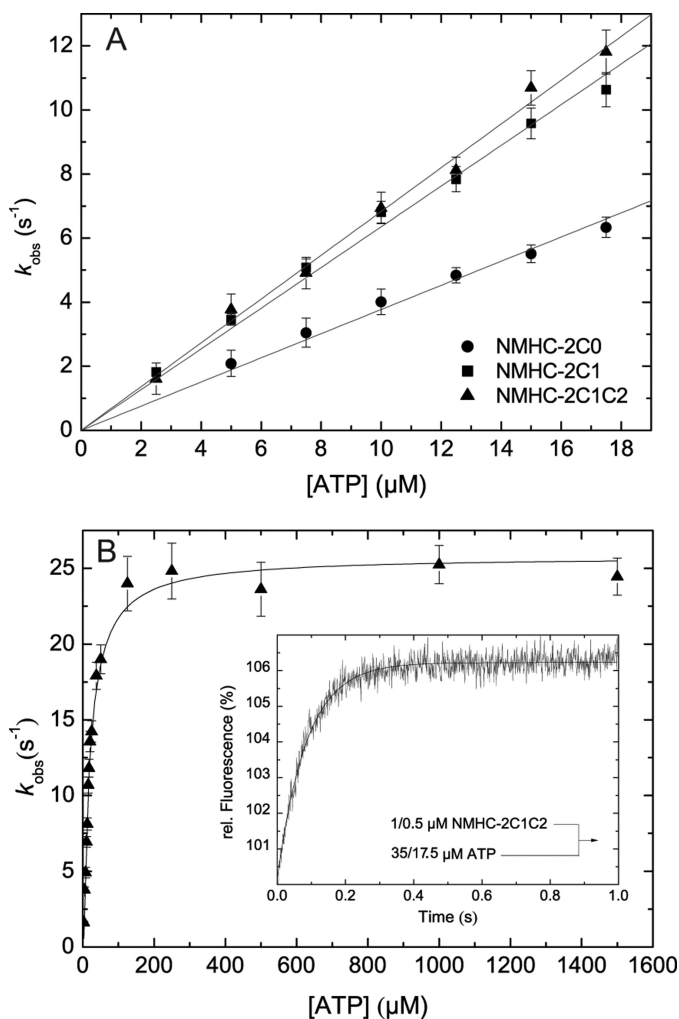 A
12
10
8
6
4
2
0
k_obs (s⁻¹)
NMHC-2C0
NMHC-2C1
NMHC-2C1C2
0 2 4 6 8 10 12 14 16 18
[ATP] (µM)
B
25
20
15
10
5
0
k_obs(s⁻¹)
106
105
104
103
102
101
rel. Fluorescence (%)
1/0.5 µM NMHC-2C1C2
35/17.5 µM ATP
0.0 0.2 0.4 0.6 0.8 1.0
Time (s)
0 200 400 600 800 1000 1200 1400 1600
[ATP] (µM)